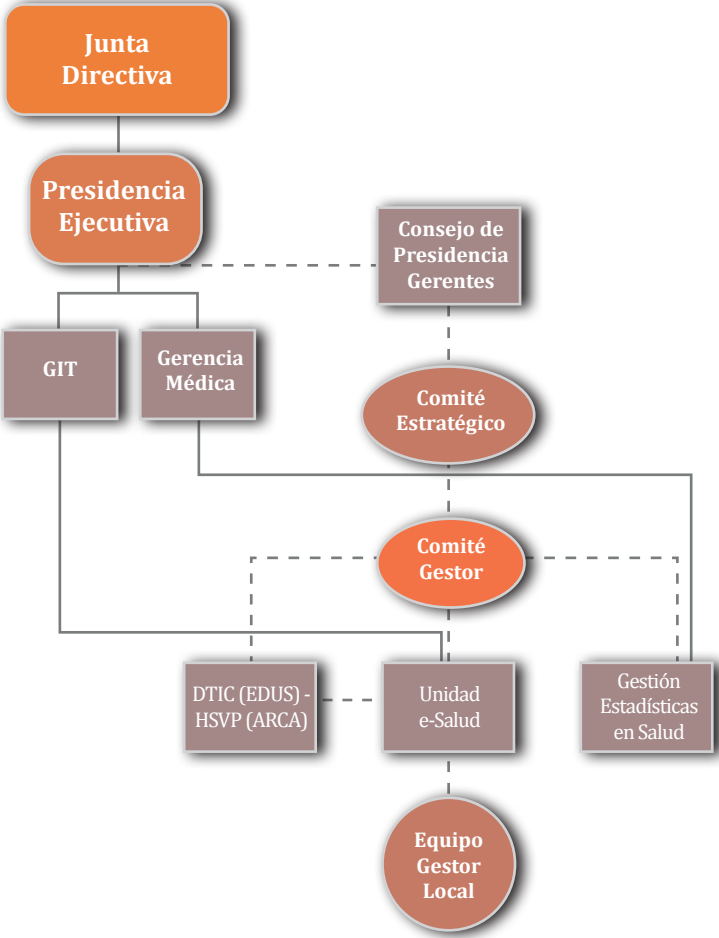 Junta
Directiva
Presidencia
Ejecutiva
Consejo de
Presidencia
Gerentes
GIT
Gerencia
Médica
Comité
Estratégico
Comité
Gestor
DTIC (EDUS) -
HSVP (ARCA)
Unidad
e-Salud
Gestión
Estadísticas
en Salud
Equipo
Gestor
Local